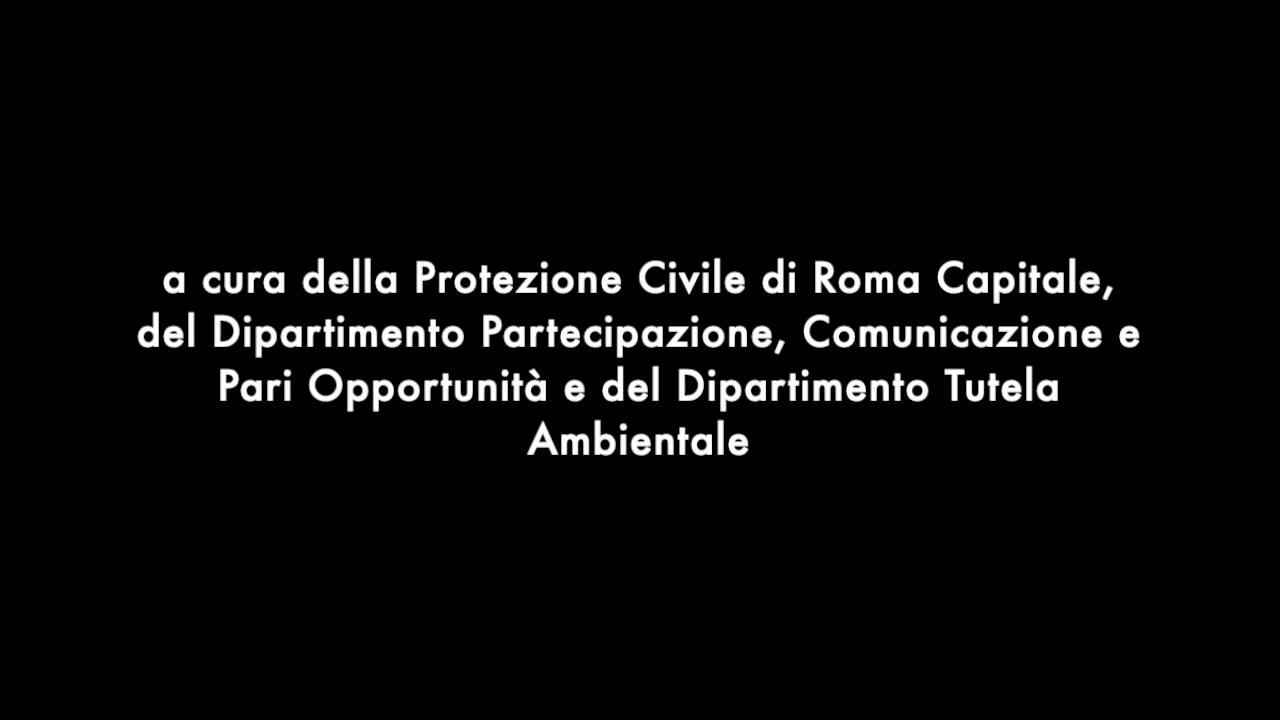 a cura della Protezione Civile di Roma Capitale,
del Dipartimento Partecipazione, Comunicazione e
Pari Opportunità e del Dipartimento Tutela
Ambientale